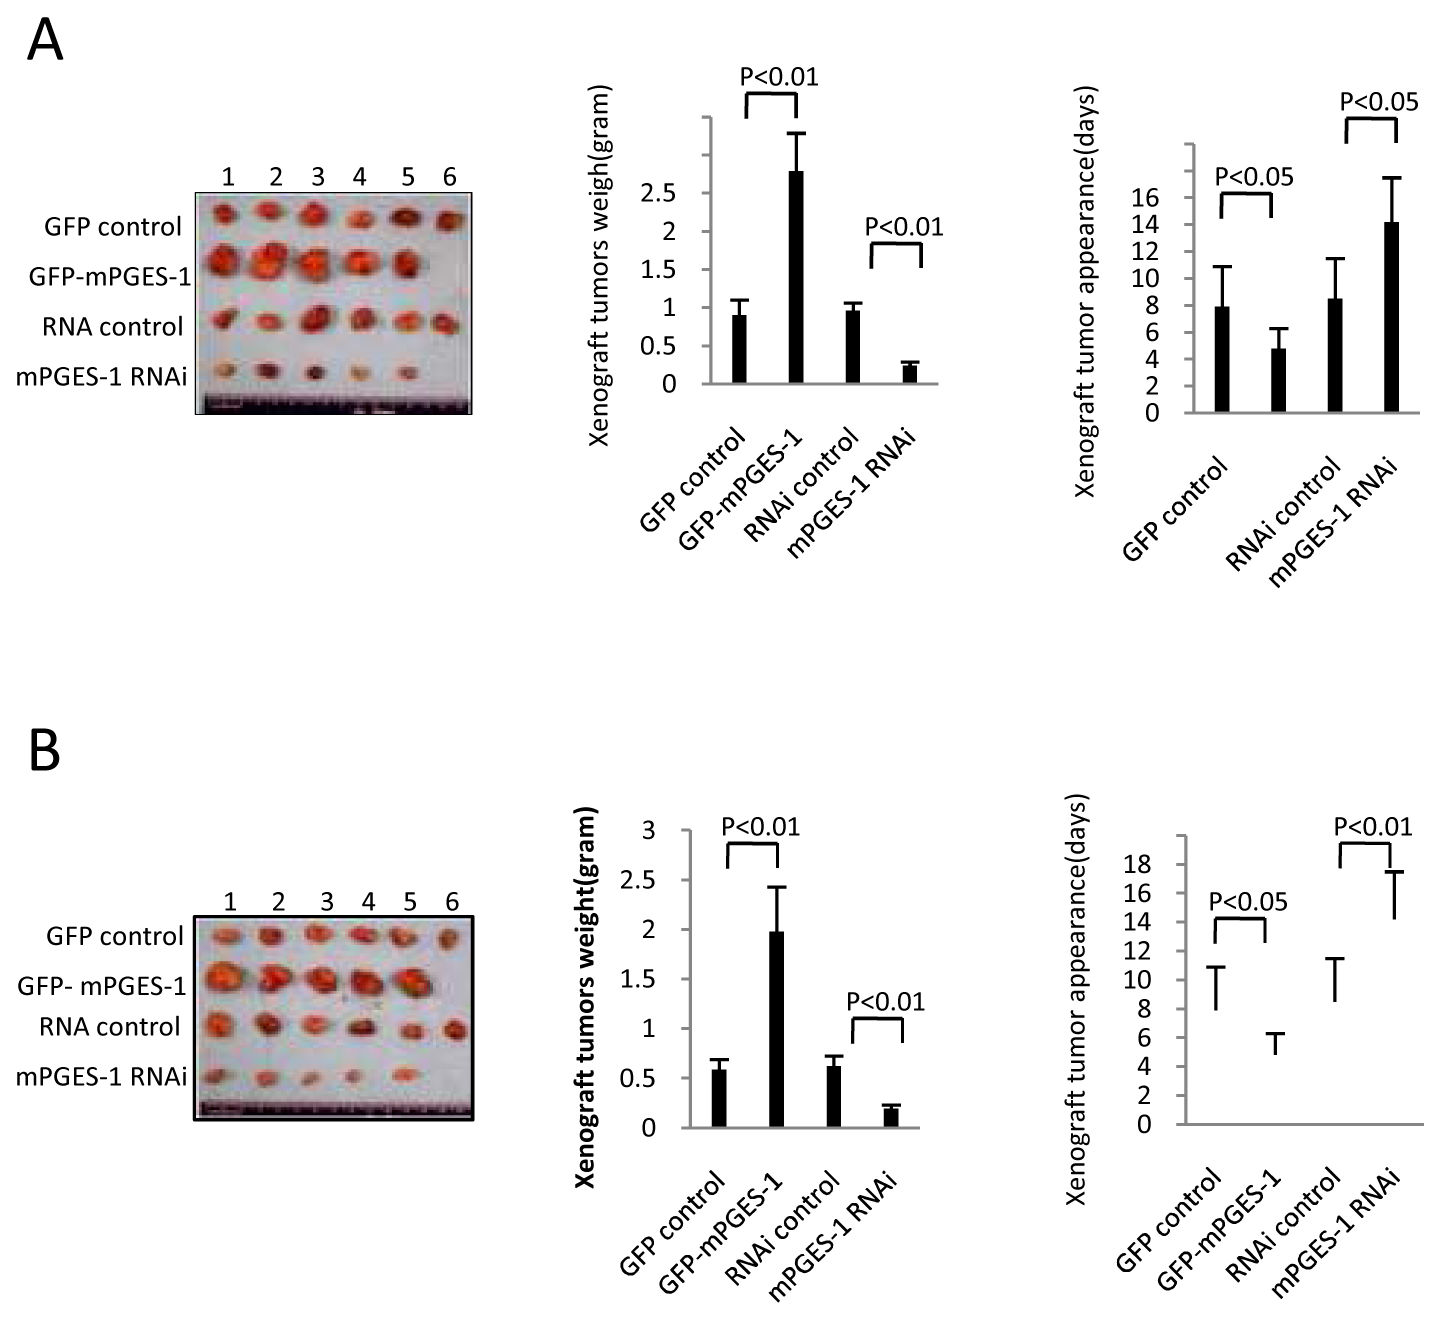 A
1 2 3 4 5 6
GFP control
GFP-mPGES-1
RNA control
mPGES-1 RNAi
Xenograft tumors weigh(gram)
P<0.01
P<0.01
2.5
2
1.5
1
0.5
0
GFP control
GFP-mPGES-1
RNAi control
mPGES-1 RNAi
Xenograft tumor appearance(days)
P<0.05
P<0.05
16
14
12
10
8
6
4
2
0
GFP control
RNAi control
mPGES-1 RNAi
B
1 2 3 4 5 6
GFP control
GFP- mPGES-1
RNA control
mPGES-1 RNAi
Xenograft tumors weight(gram)
P<0.01
P<0.01
3
2.5
2
1.5
1
0.5
0
GFP control
GFP-mPGES-1
RNAi control
mPGES-1 RNAi
Xenograft tumor appearance(days)
P<0.01
P<0.05
18
16
14
12
10
8
6
4
2
0
GFP control
GFP-mPGES-1
RNAi control
mPGES-1 RNAi